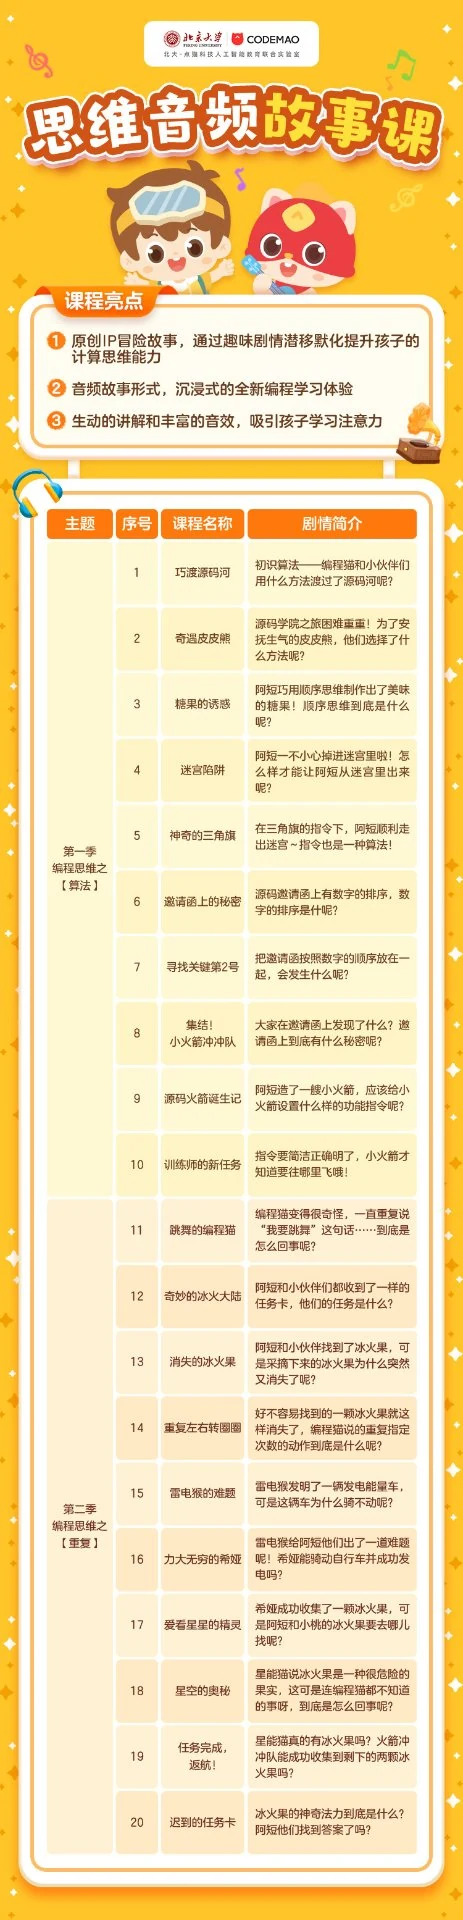 北京大学
PEKING UNIVERSITY
CODEMAO
北大-点猫科技人工智能教育联合实验室
思维音频故事课
课程亮点
1 原创IP冒险故事，通过趣味剧情潜移默化提升孩子的
计算思维能力
2 音频故事形式，沉浸式的全新编程学习体验
3 生动的讲解和丰富的音效，吸引孩子学习注意力
主题 序号 课程名称 剧情简介
第一季
编程思维之
【算法】
1 巧渡源码河 初识算法——编程猫和小伙伴们
用什么方法渡过了源码河呢？
2 奇遇皮皮熊 源码学院之旅困难重重！为了安
抚生气的皮皮熊，他们选择了什
么方法呢？
3 糖果的诱惑 阿短巧用顺序思维制作出了美味
的糖果！顺序思维到底是什么
呢？
4 迷宫陷阱 阿短一不小心掉进迷宫里啦！怎
么样才能让阿短从迷宫里出来
呢？
5 神奇的三角旗 在三角旗的指令下，阿短顺利走
出迷宫～指令也是一种算法！
6 邀请函上的秘密 源码邀请函上有数字的排序，数
字的排序是什呢？
7 寻找关键第2号 把邀请函按照数字的顺序放在一
起，会发生什么呢？
8 集结！
小火箭冲冲队 大家在邀请函上发现了什么？邀
请函上到底有什么秘密呢？
9 源码火箭诞生记 阿短造了一艘小火箭，应该给小
火箭设置什么样的功能指令呢？
10 训练师的新任务 指令要简洁正确明了，小火箭才
知道要往哪里飞哦！
第二季
编程思维之
【重复】
11 跳舞的编程猫 编程猫变得很奇怪，一直重复说
“我要跳舞”这句话……到底是
怎么回事呢？
12 奇妙的冰火大陆 阿短和小伙伴们都收到了一样的
任务卡，他们的任务是什么？
13 消失的冰火果 阿短和小伙伴找到了冰火果，可
是采摘下来的冰火果为什么突然
又消失了呢？
14 重复左右转圈圈 好不容易找到的一颗冰火果就这
样消失了，编程猫说的重复指定
次数的动作到底是什么呢？
15 雷电猴的难题 雷电猴发明了一辆发电能量车，
可是这辆车为什么骑不动呢？
16 力大无穷的希娅 雷电猴给阿短他们出了一道难题
呢！希娅能骑动自行车并成功发
电吗？
17 爱看星星的精灵 希娅成功收集了一颗冰火果，可
是阿短和小桃的冰火果要去哪儿
找呢？
18 星空的奥秘 星能猫说冰火果是一种很危险的
果实，这可是连编程猫都不知道
的事呀，到底是怎么回事呢？
19 任务完成，
返航！ 星能猫真的有冰火果吗？火箭冲
冲队能成功收集到剩下的两颗冰
火果吗？
20 迟到的任务卡 冰火果的神奇法力到底是什么？
阿短他们找到答案了吗？